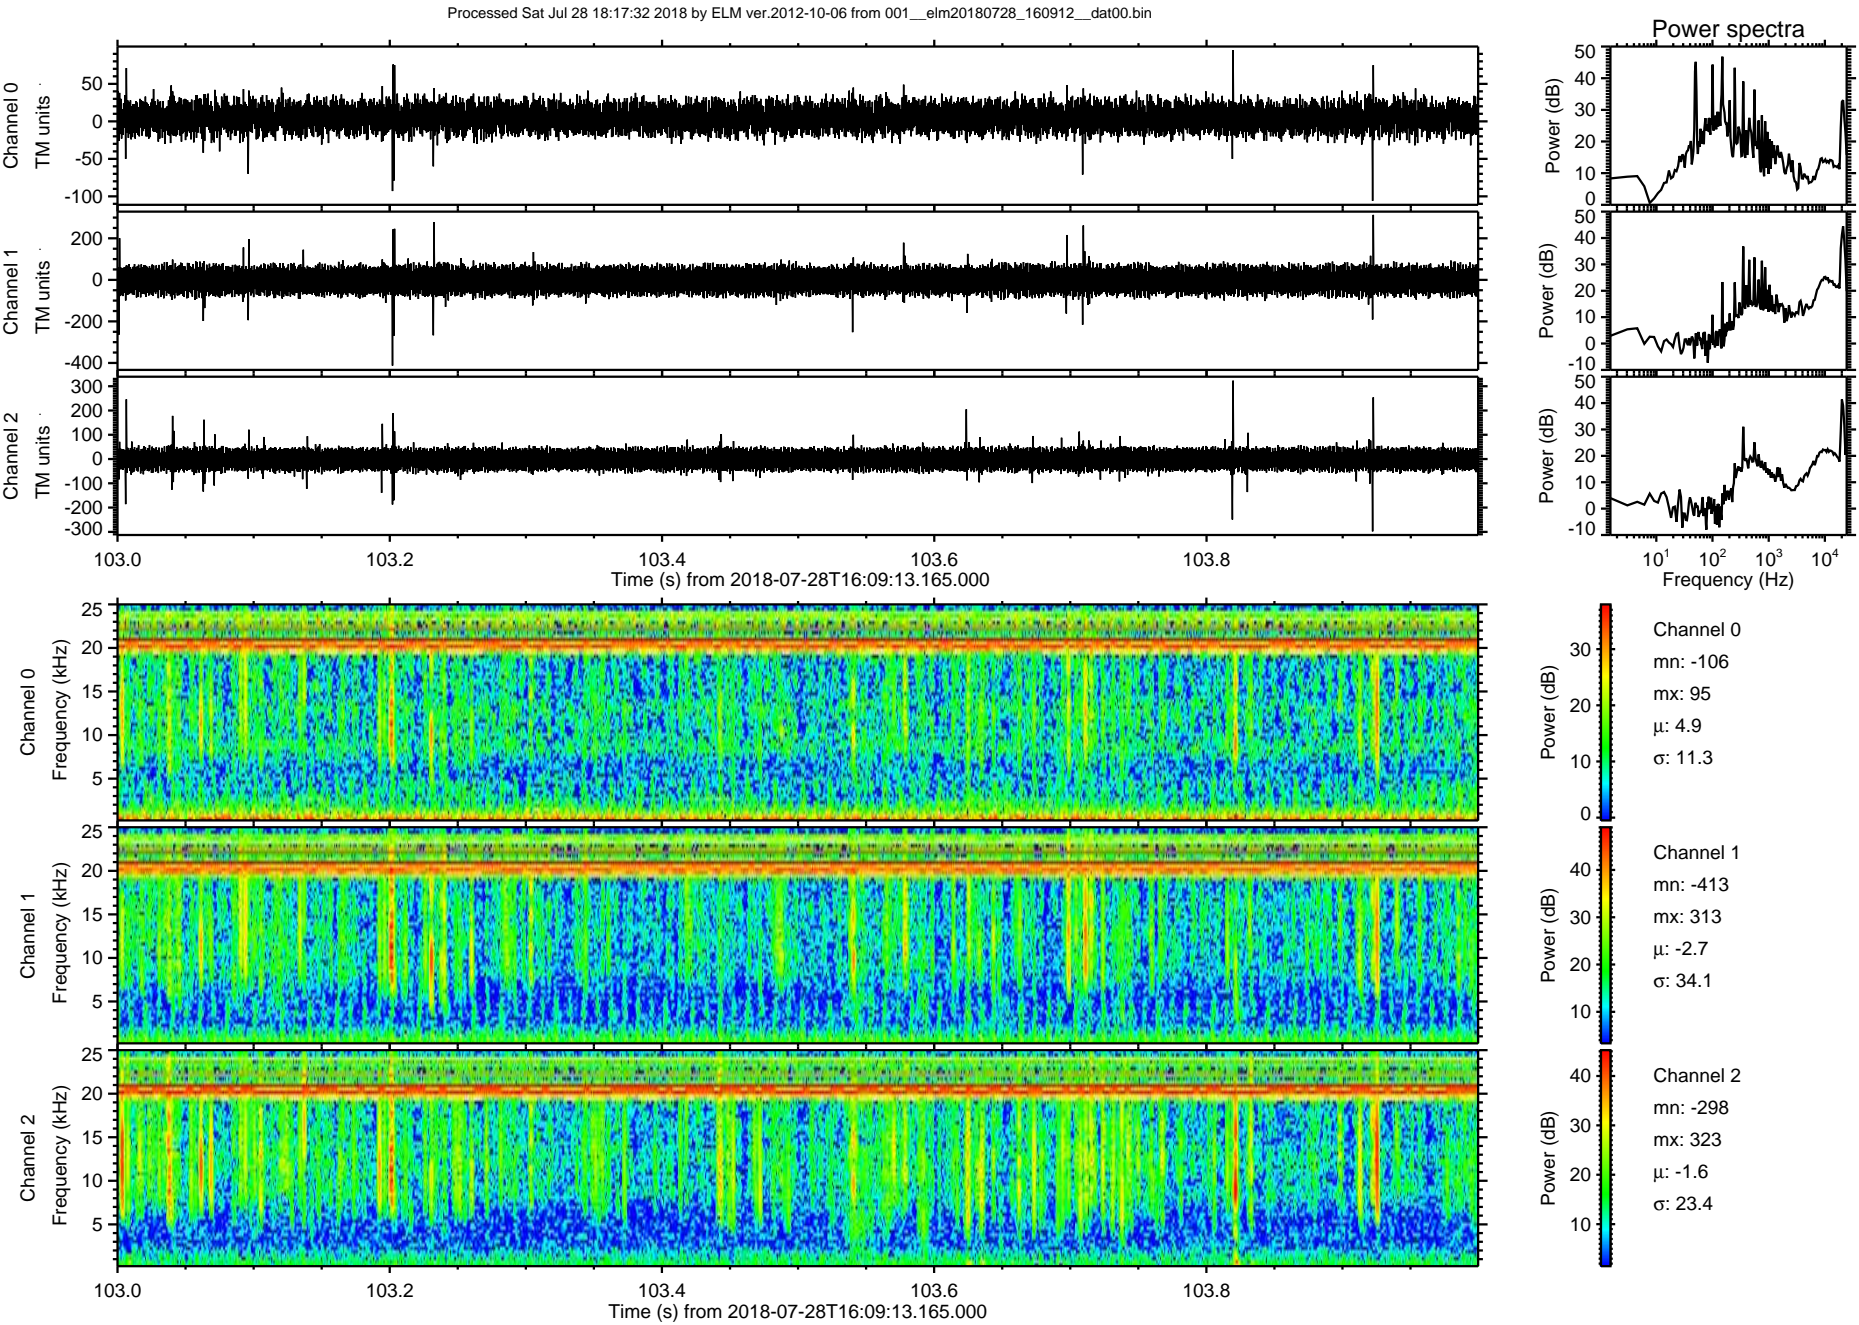 Processed Sat Jul 28 18:17:32 2018 by ELM ver.2012-10-06 from 001__elm20180728_160912__dat00.bin
Power spectra
Channel 0
TM units
50
0
-50
-100
Power (dB)
50
40
30
20
10
0
Channel 1
TM units
200
0
-200
-400
Power (dB)
50
40
30
20
10
0
-10
Channel 2
TM units
300
200
100
0
-100
-200
-300
Power (dB)
50
40
30
20
10
0
-10
103.0 103.2 103.4 103.6 103.8
Time (s) from 2018-07-28T16:09:13.165.000
10¹ 10² 10³ 10⁴
Frequency (Hz)
Channel 0
Frequency (kHz)
25
20
15
10
5
Power (dB)
30
20
10
0
Channel 0
mn: -106
mx: 95
µ: 4.9
σ: 11.3
Channel 1
Frequency (kHz)
25
20
15
10
5
Power (dB)
40
30
20
10
Channel 1
mn: -413
mx: 313
µ: -2.7
σ: 34.1
Channel 2
Frequency (kHz)
25
20
15
10
5
Power (dB)
40
30
20
10
Channel 2
mn: -298
mx: 323
µ: -1.6
σ: 23.4
103.0 103.2 103.4 103.6 103.8
Time (s) from 2018-07-28T16:09:13.165.000